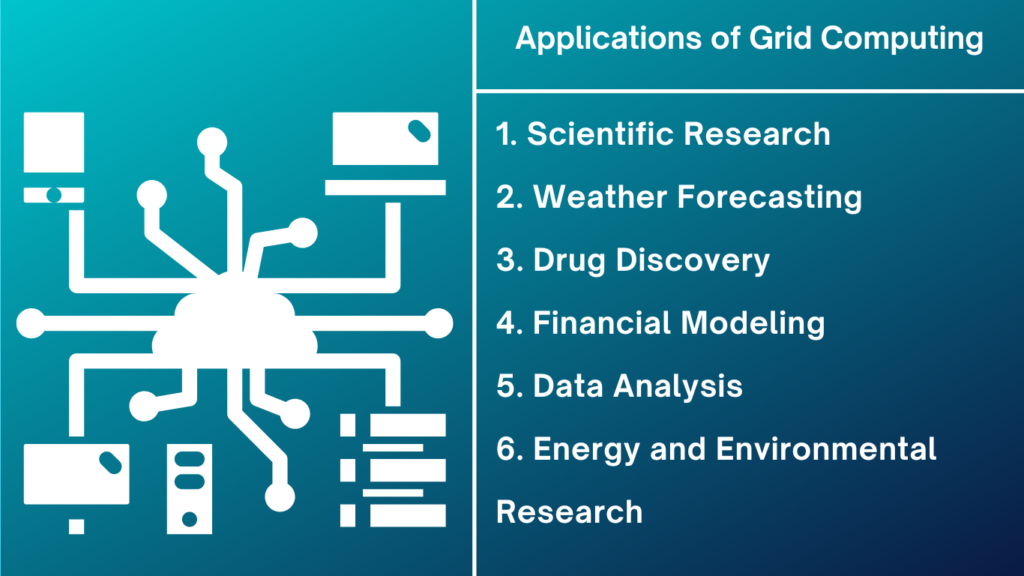 Applications of Grid Computing
1. Scientific Research
2. Weather Forecasting
3. Drug Discovery
4. Financial Modeling
5. Data Analysis
6. Energy and Environmental
Research